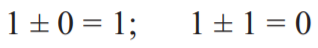 1 ± 0 = 1; 1 ± 1 = 0